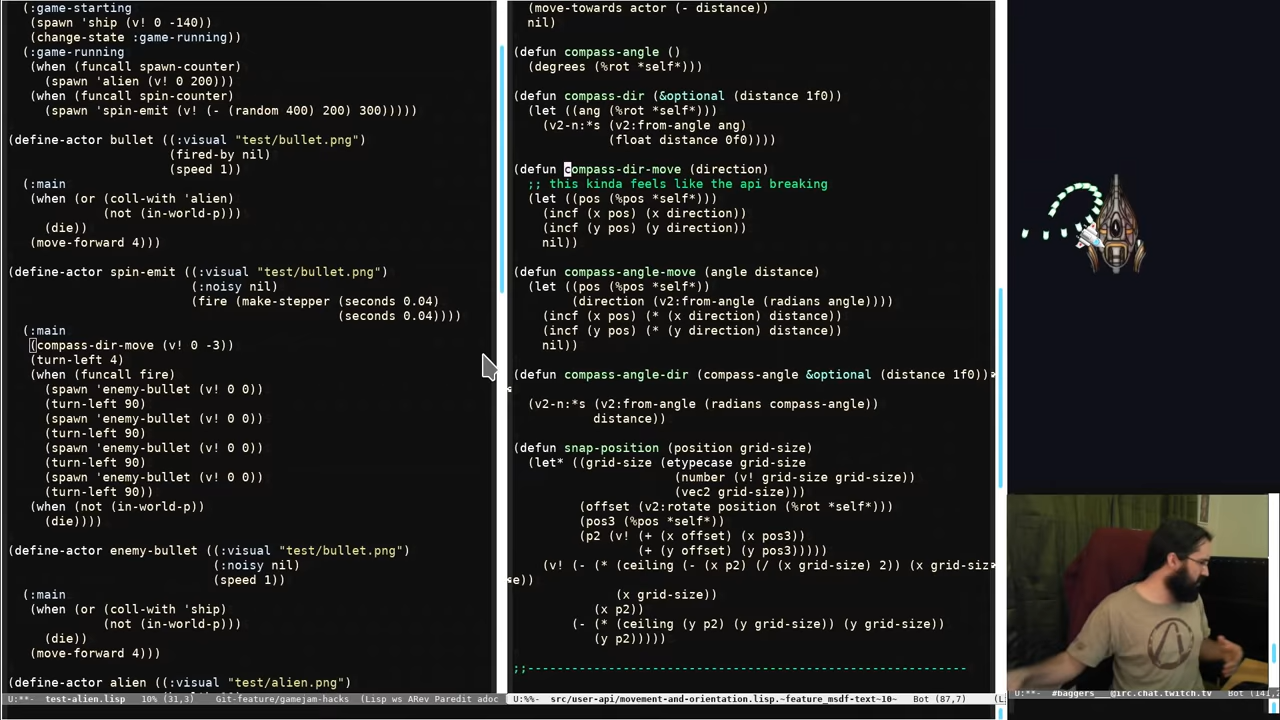 (:game-starting
(spawn 'ship (v! 0 -140))
(change-state :game-running))
(:game-running
(when (funcall spawn-counter)
(spawn 'alien (v! 0 200)))
(when (funcall spin-counter)
(spawn 'spin-emit (v! (- (random 400) 200) 300)))))
(define-actor bullet ((:visual "test/bullet.png")
(fired-by nil)
(speed 1))
(:main
(when (or (coll-with 'alien)
(not (in-world-p)))
(die))
(move-forward 4)))
(define-actor spin-emit ((:visual "test/bullet.png")
(:noisy nil)
(fire (make-stepper (seconds 0.04)
(seconds 0.04))))
(:main
(compass-dir-move (v! 0 -3))
(turn-left 4)
(when (funcall fire)
(spawn 'enemy-bullet (v! 0 0))
(turn-left 90)
(spawn 'enemy-bullet (v! 0 0))
(turn-left 90)
(spawn 'enemy-bullet (v! 0 0))
(turn-left 90)
(spawn 'enemy-bullet (v! 0 0))
(turn-left 90))
(when (not (in-world-p))
(die))))
(define-actor enemy-bullet ((:visual "test/bullet.png")
(:noisy nil)
(speed 1))
(:main
(when (or (coll-with 'ship)
(not (in-world-p)))
(die))
(move-forward 4)))
(define-actor alien ((:visual "test/alien.png")
U:**- test-alien.lisp 10% (31,3) Git-feature/gamejam-hacks (Lisp ws ARev Paredit adoc
(move-towards actor (- distance))
nil)
(defun compass-angle ()
(degrees (%rot *self*)))
(defun compass-dir (&optional (distance 1f0))
(let ((ang (%rot *self*)))
(v2-n:*s (v2:from-angle ang)
(float distance 0f0))))
(defun compass-dir-move (direction)
;; this kinda feels like the api breaking
(let ((pos (%pos *self*)))
(incf (x pos) (x direction))
(incf (y pos) (y direction))
nil))
(defun compass-angle-move (angle distance)
(let ((pos (%pos *self*))
(direction (v2:from-angle (radians angle))))
(incf (x pos) (* (x direction) distance))
(incf (y pos) (* (y direction) distance))
nil))
(defun compass-angle-dir (compass-angle &optional (distance 1f0))
(v2-n:*s (v2:from-angle (radians compass-angle))
distance))
(defun snap-position (position grid-size)
(let* ((grid-size (etypecase grid-size
(number (v! grid-size grid-size))
(vec2 grid-size)))
(offset (v2:rotate position (%rot *self*)))
(pos3 (%pos *self*))
(p2 (v! (+ (x offset) (x pos3))
(+ (y offset) (y pos3)))))
(v! (- (* (ceiling (- (x p2) (/ (x grid-size) 2)) (x grid-siz
e))
(x grid-size))
(x p2))
(- (* (ceiling (y p2) (y grid-size)) (y grid-size))
(y p2)))))
;;------------------------------------------------------------
U:%%- src/user-api/movement-and-orientation.lisp.~feature_msdf-text~10~ Bot (87,7) (L
U:**- #baggers___@irc.chat.twitch.tv Bot (141,2